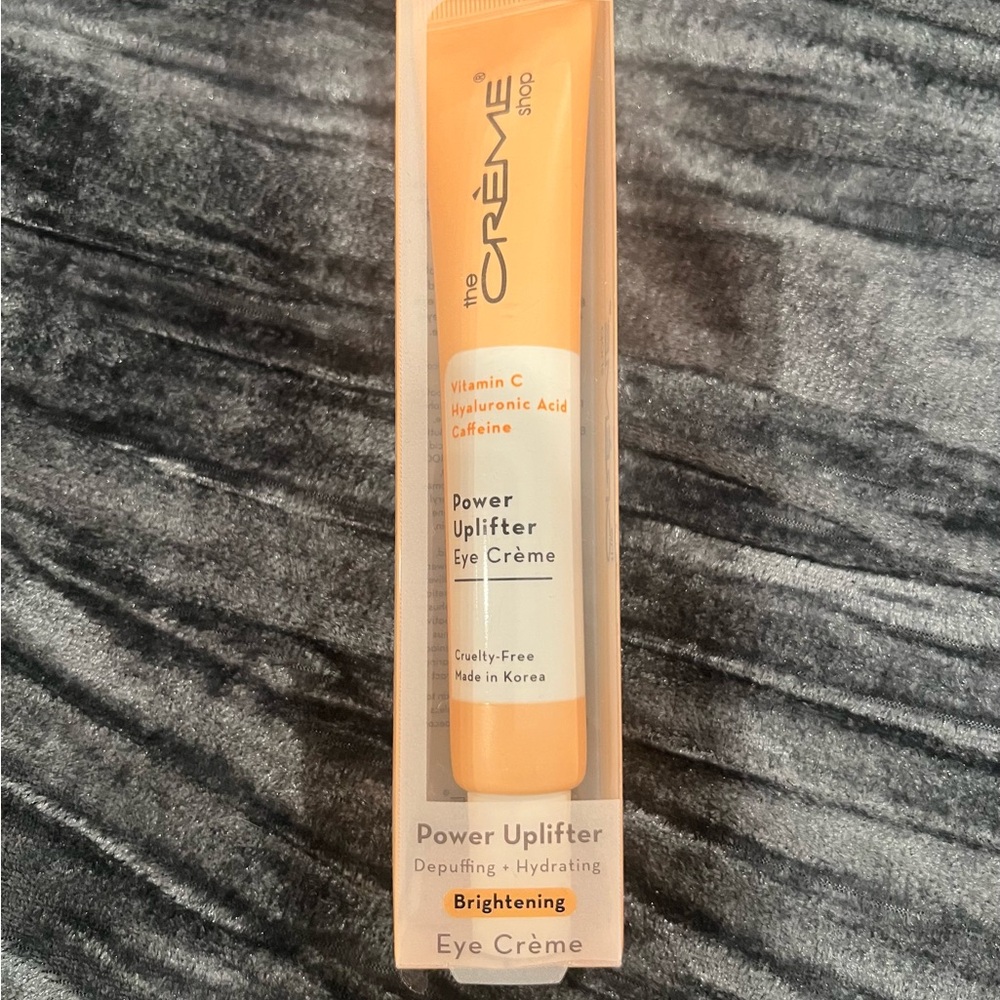 the CRÈME shop®
Vitamin C
Hyaluronic Acid
Caffeine
Power
Uplifter
Eye Crème
Cruelty-Free
Made in Korea
Power Uplifter
Depuffing + Hydrating
Brightening
Eye Crème